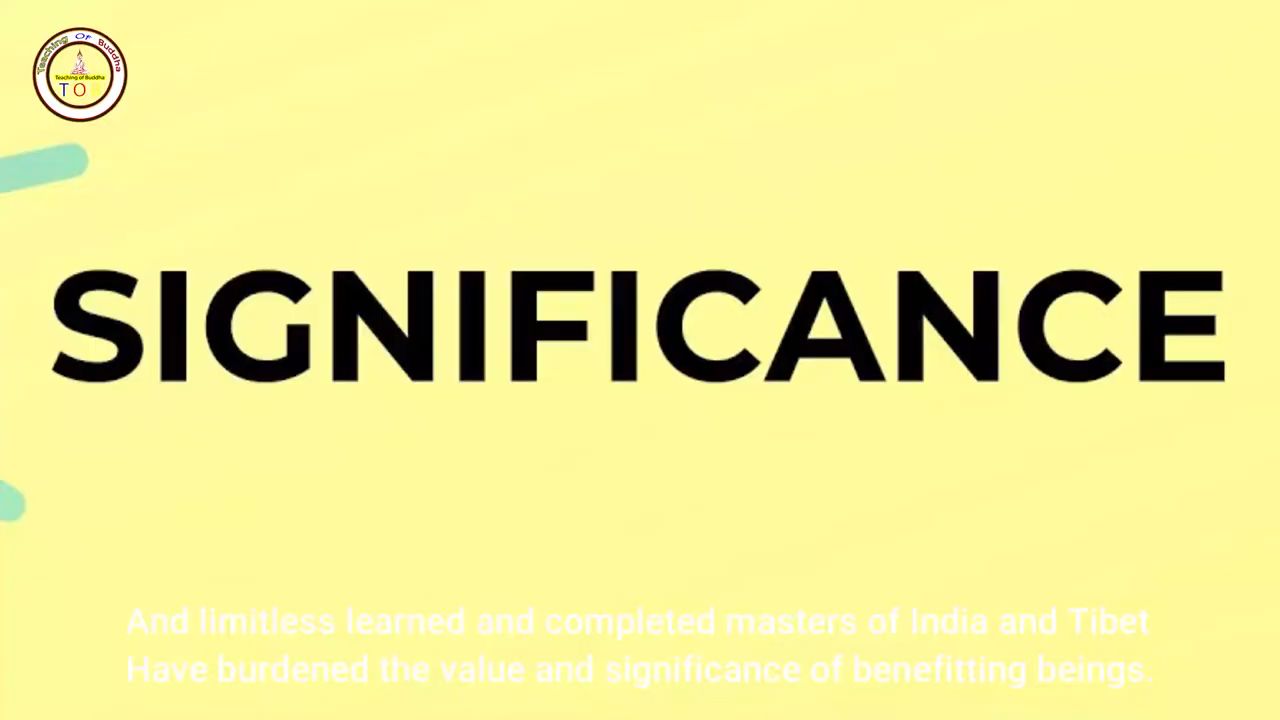 Teaching Of Buddha
Teaching of Buddha
T O
SIGNIFICANCE
And limitless learned and completed masters of India and Tibet
Have burdened the value and significance of benefitting beings.